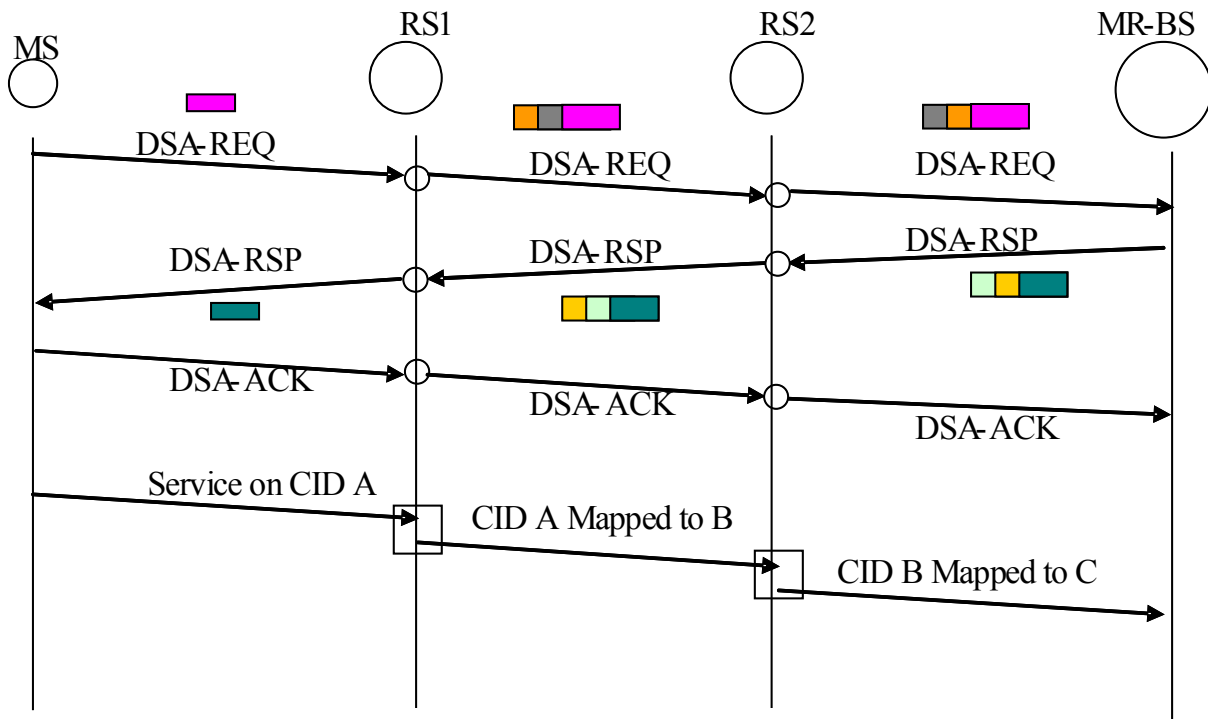 MS
RS1
RS2
MR-BS
DSA-REQ
DSA-REQ
DSA-REQ
DSA-RSP
DSA-RSP
DSA-RSP
DSA-ACK
DSA-ACK
DSA-ACK
Service on CID A
CID A Mapped to B
CID B Mapped to C